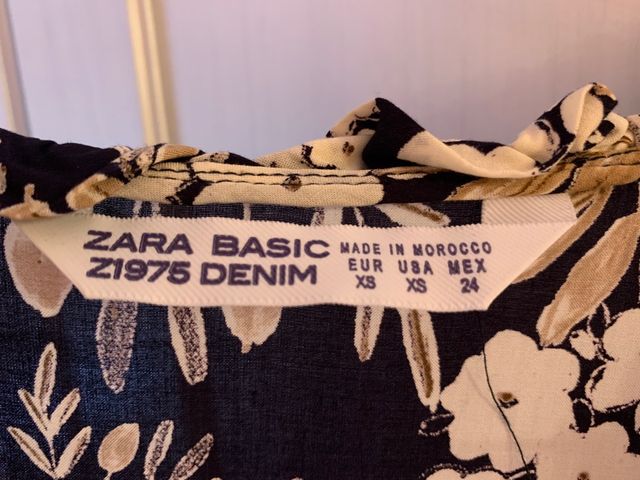 ZARA BASIC
Z1975 DENIM
MADE IN MOROCCO
EUR USA MEX
XS XS 24